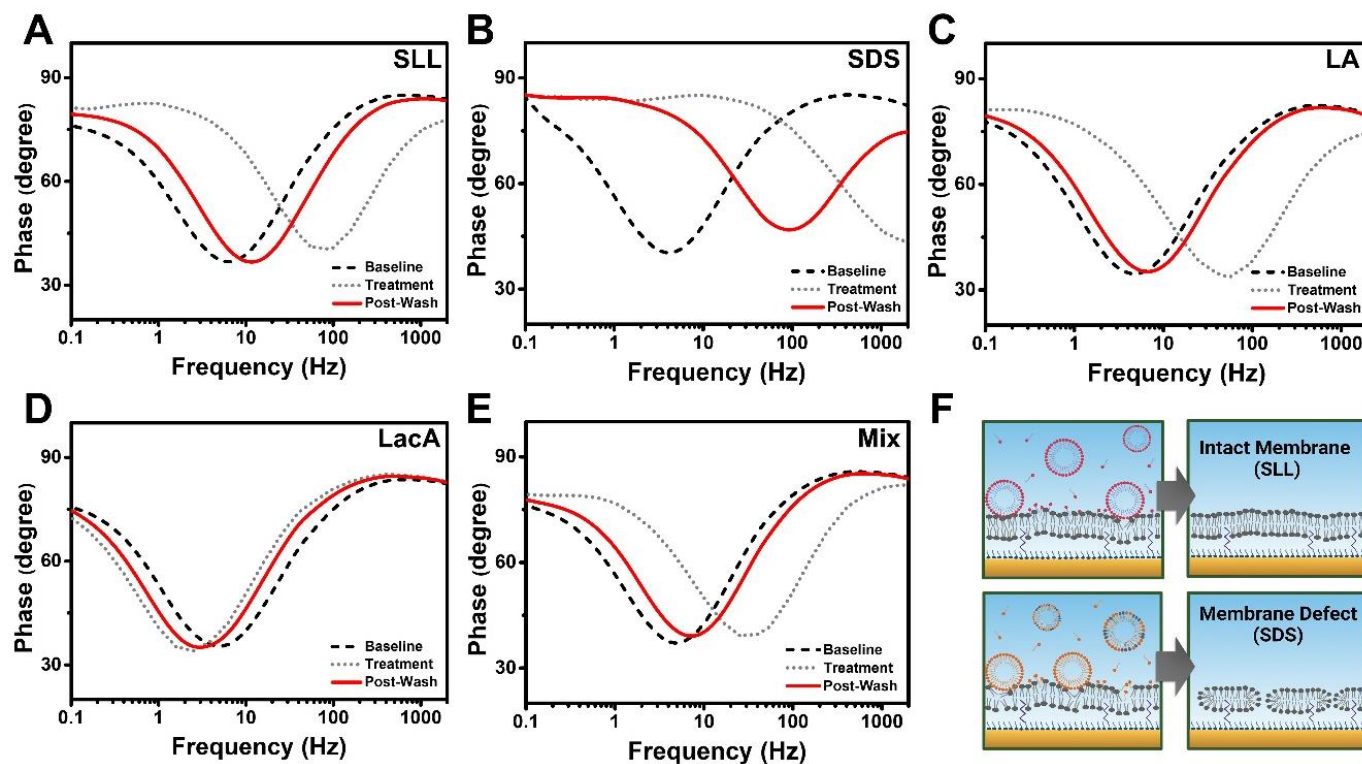 A
SLL
Phase (degree)
90
60
30
0.1
1
10
100
1000
Frequency (Hz)
Baseline
Treatment
Post-Wash
B
SDS
Phase (degree)
90
60
30
0.1
1
10
100
1000
Frequency (Hz)
Baseline
Treatment
Post-Wash
C
LA
Phase (degree)
90
60
30
0.1
1
10
100
1000
Frequency (Hz)
Baseline
Treatment
Post-Wash
D
LacA
Phase (degree)
90
60
30
0.1
1
10
100
1000
Frequency (Hz)
Baseline
Treatment
Post-Wash
E
Mix
Phase (degree)
90
60
30
0.1
1
10
100
1000
Frequency (Hz)
Baseline
Treatment
Post-Wash
F
Intact Membrane
(SLL)
Membrane Defect
(SDS)